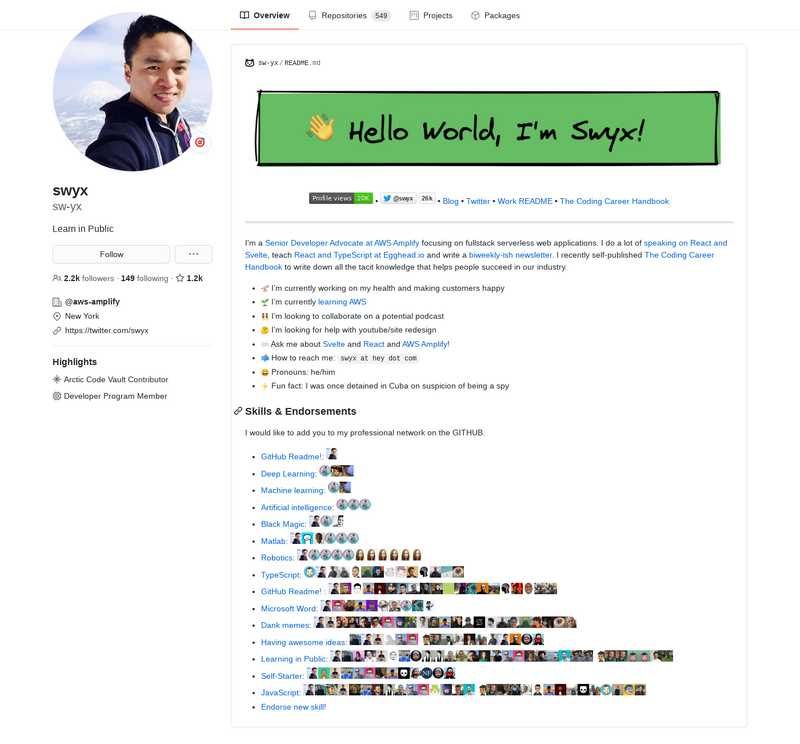 Overview
Repositories 549
Projects
Packages
swyx
sw-yx
Learn in Public
Follow
2.2k followers · 149 following · 1.2k
@aws-amplify
New York
https://twitter.com/swyx
Highlights
Arctic Code Vault Contributor
Developer Program Member
sw-yx / README.md
Hello World, I'm Swyx!
Profile views 20K • @swyx 26k • Blog • Twitter • Work README • The Coding Career Handbook
I'm a Senior Developer Advocate at AWS Amplify focusing on fullstack serverless web applications. I do a lot of speaking on React and
Svelte, teach React and TypeScript at Egghead.io and write a biweekly-ish newsletter. I recently self-published The Coding Career
Handbook to write down all the tacit knowledge that helps people succeed in our industry.
• I'm currently working on my health and making customers happy
• I'm currently learning AWS
• I'm looking to collaborate on a potential podcast
• I'm looking for help with youtube/site redesign
• Ask me about Svelte and React and AWS Amplify!
• How to reach me: swyx at hey dot com
• Pronouns: he/him
• Fun fact: I was once detained in Cuba on suspicion of being a spy
Skills & Endorsements
I would like to add you to my professional network on the GITHUB.
• GitHub Readme!:
• Deep Learning:
• Machine learning:
• Artificial intelligence:
• Black Magic:
• Matlab:
• Robotics:
• TypeScript:
• GitHub Readme! :
• Microsoft Word:
• Dank memes:
• Having awesome ideas:
• Learning in Public:
• Self-Starter:
• JavaScript:
• Endorse new skill!